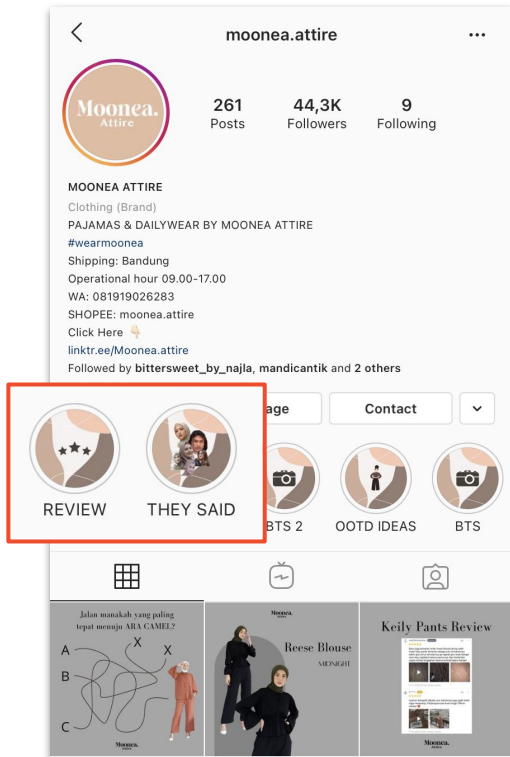 moonea.attire
Moonea.
Attire
261
Posts
44,3K
Followers
9
Following
MOONEA ATTIRE
Clothing (Brand)
PAJAMAS & DAILYWEAR BY MOONEA ATTIRE
#wearmoonea
Shipping: Bandung
Operational hour 09.00-17.00
WA: 081919026283
SHOPEE: moonea.attire
Click Here
linktr.ee/Moonea.attire
Followed by bittersweet_by_najla, mandicantik and 2 others
age
Contact
REVIEW
THEY SAID
BTS 2
OOTD IDEAS
BTS
Jalan manakah yang paling
tepat menuju ARA CAMEL?
A
X
X
B
C
Moonea.
Moonea.
Reese Blouse
MIDNIGHT
Keily Pants Review
Moonea.